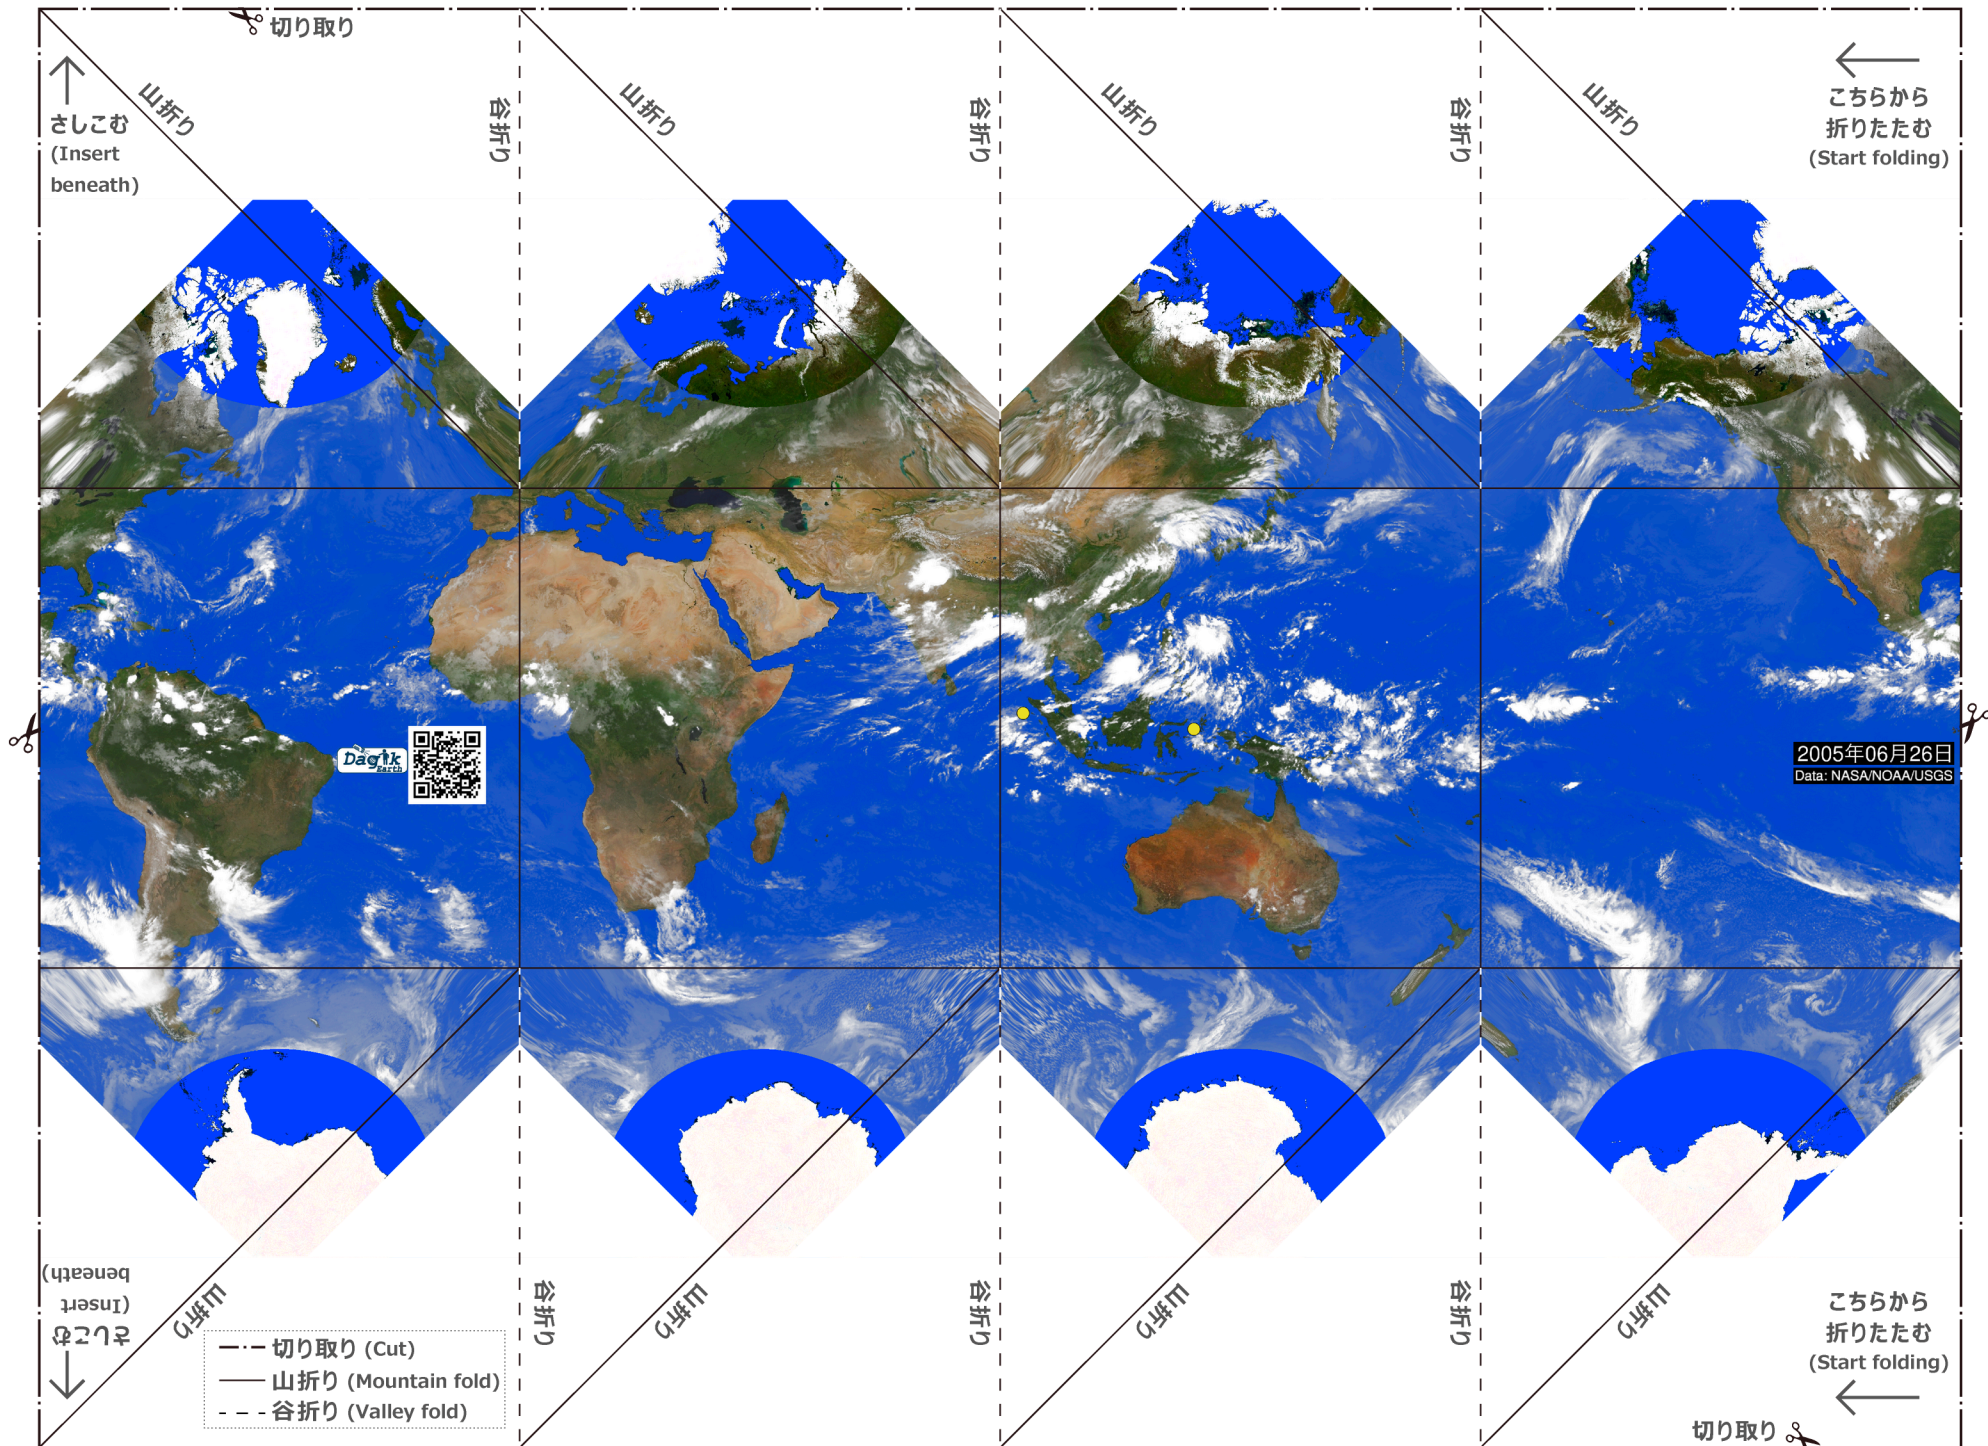 切り取り
さしこむ
(Insert
beneath)
山折り
谷折り
山折り
谷折り
山折り
谷折り
山折り
こちらから
折りたたむ
(Start folding)
Dagik
Earth
2005年06月26日
Data: NASA/NOAA/USGS
さしこむ
(Insert
beneath)
山折り
谷折り
山折り
谷折り
山折り
谷折り
山折り
こちらから
折りたたむ
(Start folding)
切り取り (Cut)
山折り (Mountain fold)
谷折り (Valley fold)
切り取り